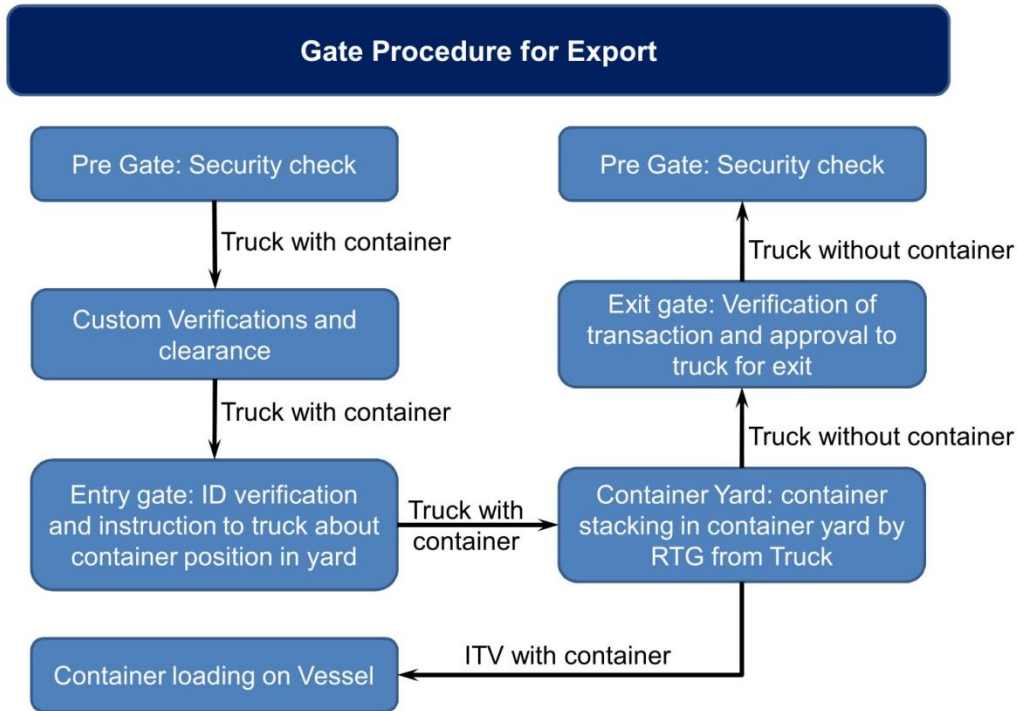 Gate Procedure for Export
Pre Gate: Security check
Truck with container
Custom Verifications and
clearance
Truck with container
Entry gate: ID verification
and instruction to truck about
container position in yard
Truck with
container
Container Yard: container
stacking in container yard by
RTG from Truck
Truck without container
Exit gate: Verification of
transaction and approval to
truck for exit
Truck without container
Pre Gate: Security check
ITV with container
Container loading on Vessel